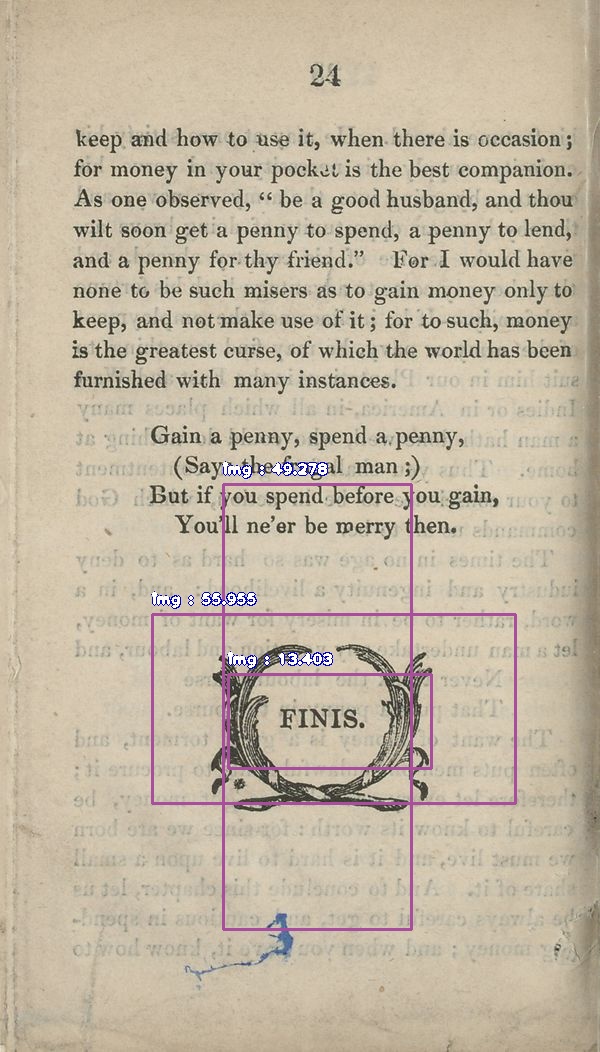 24
keep and how to use it, when there is occasion;
for money in your pocket is the best companion.
As one observed, “ be a good husband, and thou
wilt soon get a penny to spend, a penny to lend,
and a penny for thy friend.” For I would have
none to be such misers as to gain money only to
keep, and not make use of it; for to such, money
is the greatest curse, of which the world has been
furnished with many instances.
Gain a penny, spend a penny,
(Says the frugal man;)
But if you spend before you gain,
You'll ne'er be merry then.
Img : 49.278
Img : 55.955
Img : 13.403
FINIS.